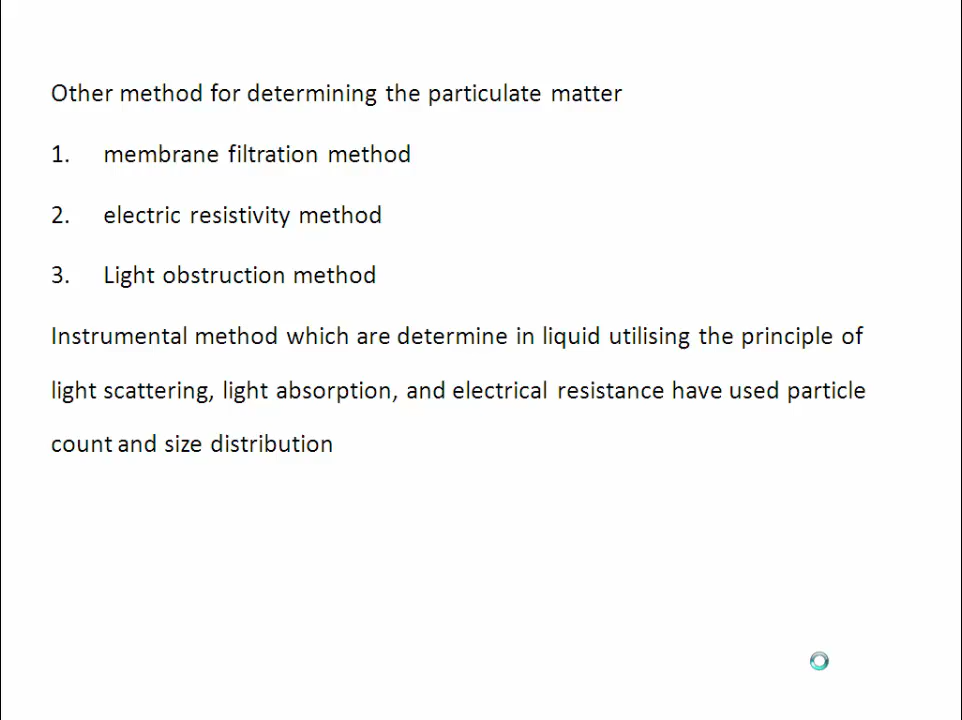 Other method for determining the particulate matter
1. membrane filtration method
2. electric resistivity method
3. Light obstruction method
Instrumental method which are determine in liquid utilising the principle of
light scattering, light absorption, and electrical resistance have used particle
count and size distribution